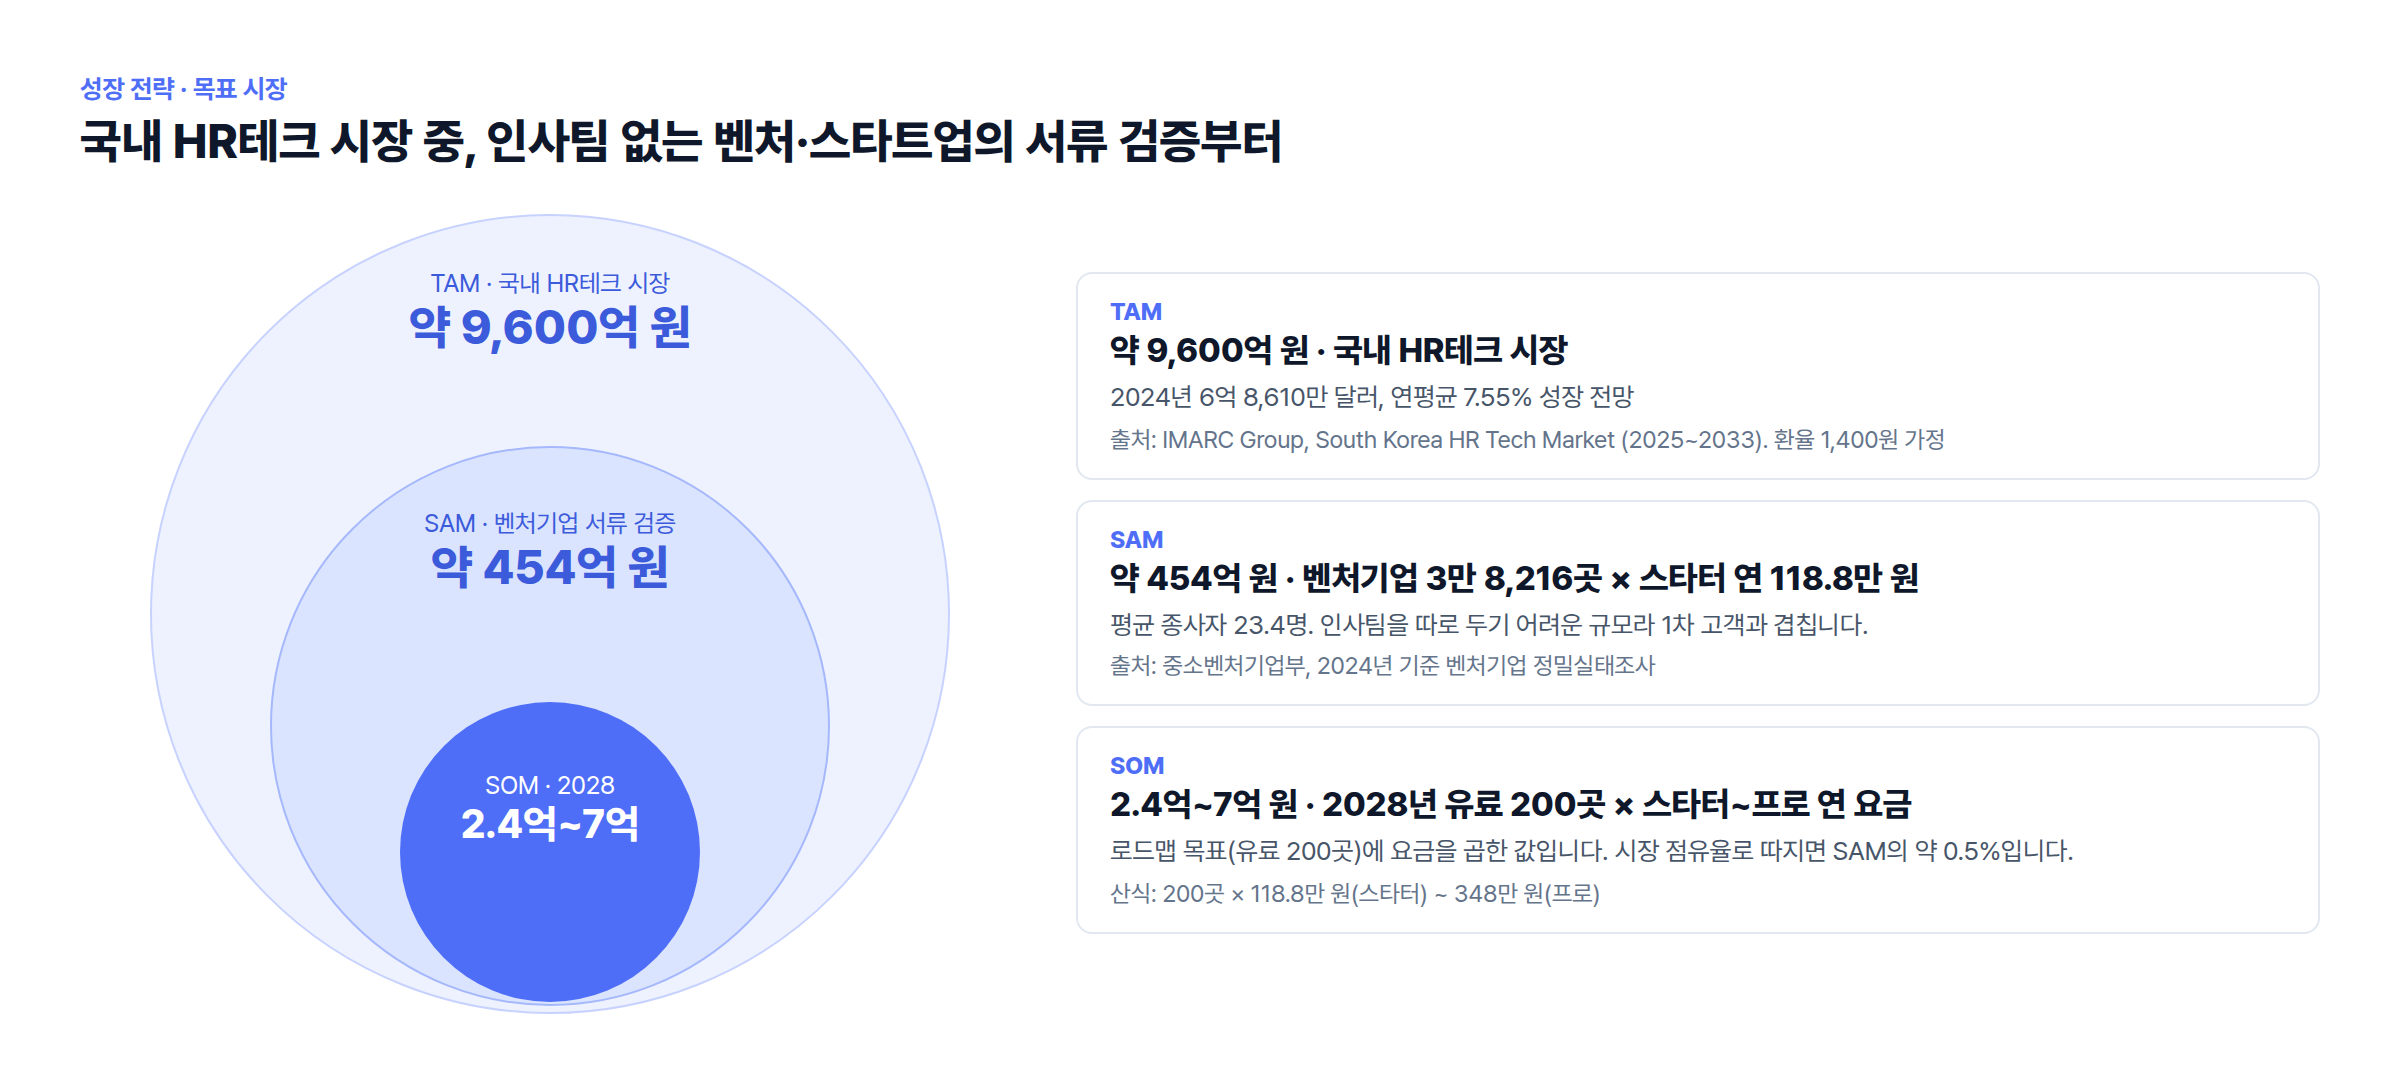 성장 전략 · 목표 시장
국내 HR테크 시장 중, 인사팀 없는 벤처·스타트업의 서류 검증부터
TAM · 국내 HR테크 시장
약 9,600억 원
SAM · 벤처기업 서류 검증
약 454억 원
SOM · 2028
2.4억~7억
TAM
약 9,600억 원 · 국내 HR테크 시장
2024년 6억 8,610만 달러, 연평균 7.55% 성장 전망
출처: IMARC Group, South Korea HR Tech Market (2025~2033). 환율 1,400원 가정
SAM
약 454억 원 · 벤처기업 3만 8,216곳 × 스타터 연 118.8만 원
평균 종사자 23.4명. 인사팀을 따로 두기 어려운 규모라 1차 고객과 겹칩니다.
출처: 중소벤처기업부, 2024년 기준 벤처기업 정밀실태조사
SOM
2.4억~7억 원 · 2028년 유료 200곳 × 스타터~프로 연 요금
로드맵 목표(유료 200곳)에 요금을 곱한 값입니다. 시장 점유율로 따지면 SAM의 약 0.5%입니다.
산식: 200곳 × 118.8만 원(스타터) ~ 348만 원(프로)